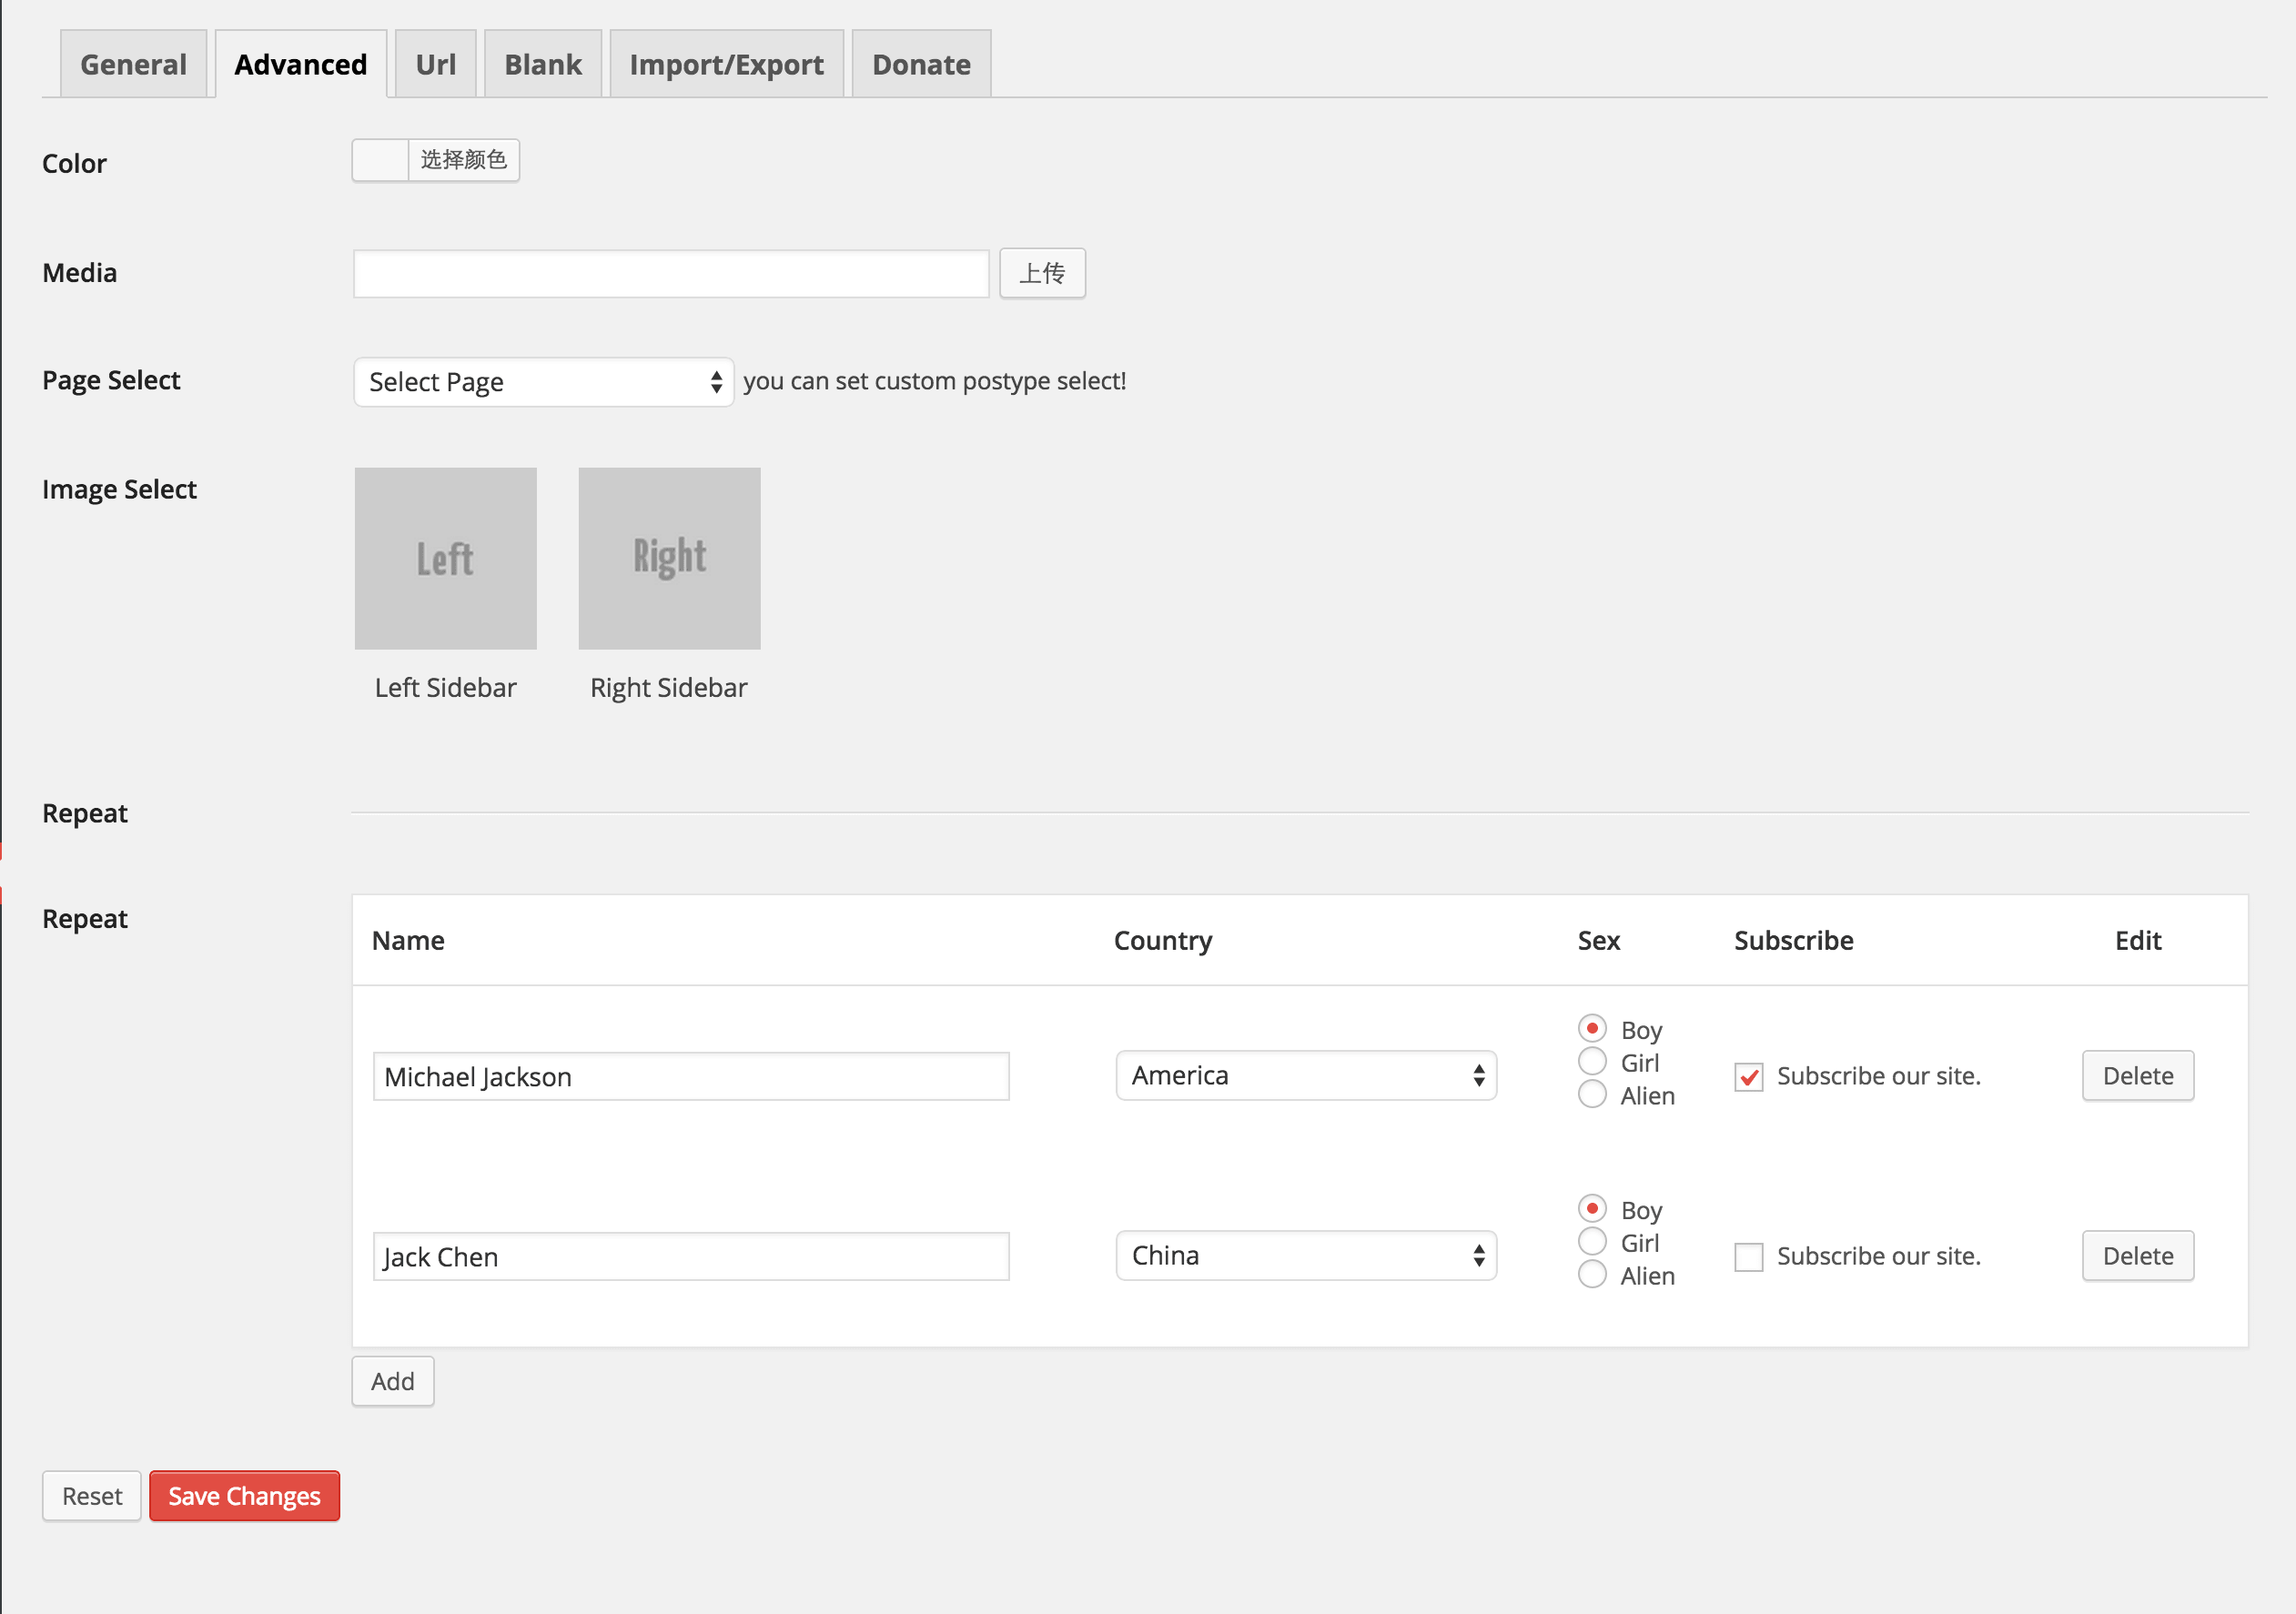 General Advanced Url Blank Import/Export Donate
Color 选择颜色
Media 上传
Page Select Select Page you can set custom postype select!
Image Select Left Right
Left Sidebar Right Sidebar
Repeat
Repeat
Name Country Sex Subscribe Edit
Boy
Girl
Alien
Michael Jackson America Subscribe our site. Delete
Boy
Girl
Alien
Jack Chen China Subscribe our site. Delete
Add
Reset Save Changes